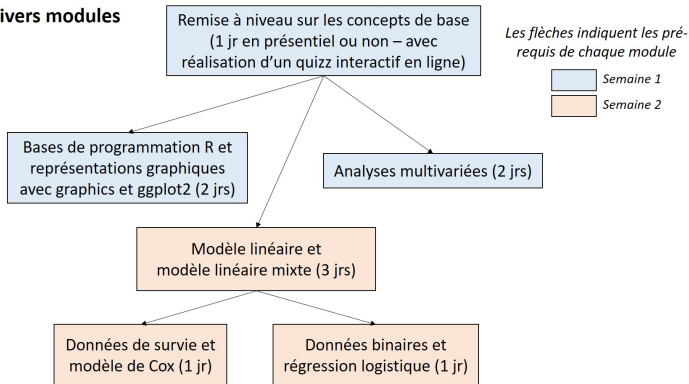 ivers modules
Remise à niveau sur les concepts de base
(1 jr en présentiel ou non – avec
réalisation d'un quizz interactif en ligne)
Les flèches indiquent les pré-
requis de chaque module
Semaine 1
Semaine 2
Bases de programmation R et
représentations graphiques
avec graphics et ggplot2 (2 jrs)
Analyses multivariées (2 jrs)
Modèle linéaire et
modèle linéaire mixte (3 jrs)
Données de survie et
modèle de Cox (1 jr)
Données binaires et
régression logistique (1 jr)